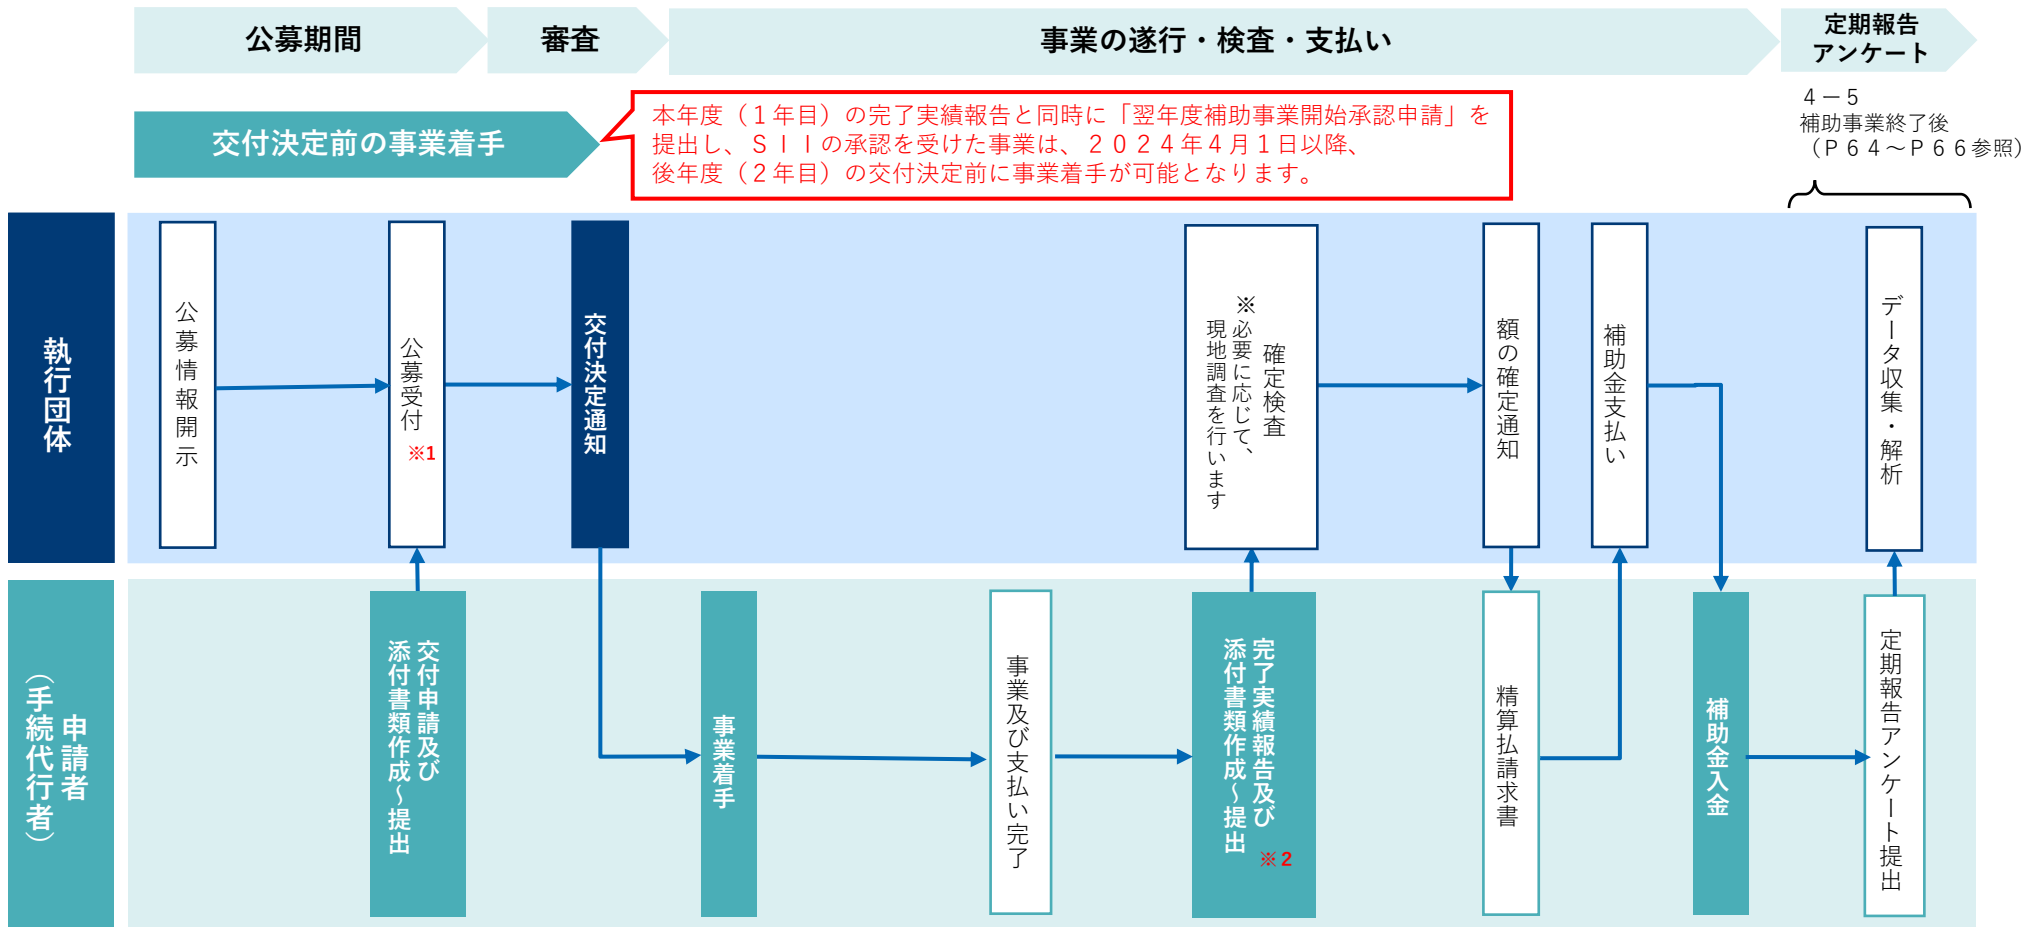 公募期間
審査
事業の遂行・検査・支払い
定期報告
アンケート
交付決定前の事業着手
本年度（１年目）の完了実績報告と同時に「翌年度補助事業開始承認申請」を
提出し、ＳＩＩの承認を受けた事業は、２０２４年４月１日以降、
後年度（２年目）の交付決定前に事業着手が可能となります。
４－５
補助事業終了後
（Ｐ６４～Ｐ６６参照）
執行団体
公募情報開示
公募受付
※1
交付決定通知
確定検査
※必要に応じて、
現地調査を行います
額の確定通知
補助金支払い
データ収集・解析
申請者
（手続代行者）
交付申請及び
添付書類作成～提出
事業着手
事業及び支払い完了
完了実績報告及び
添付書類作成～提出
※２
精算払請求書
補助金入金
定期報告アンケート提出